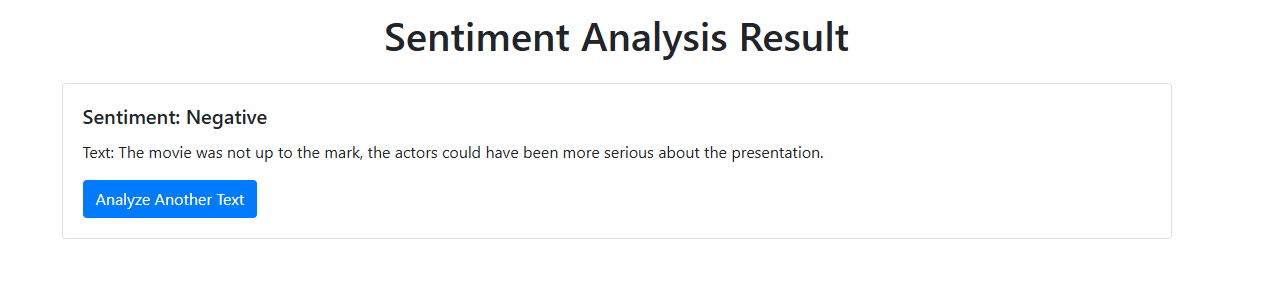 Sentiment Analysis Result
Sentiment: Negative
Text: The movie was not up to the mark, the actors could have been more serious about the presentation.
Analyze Another Text